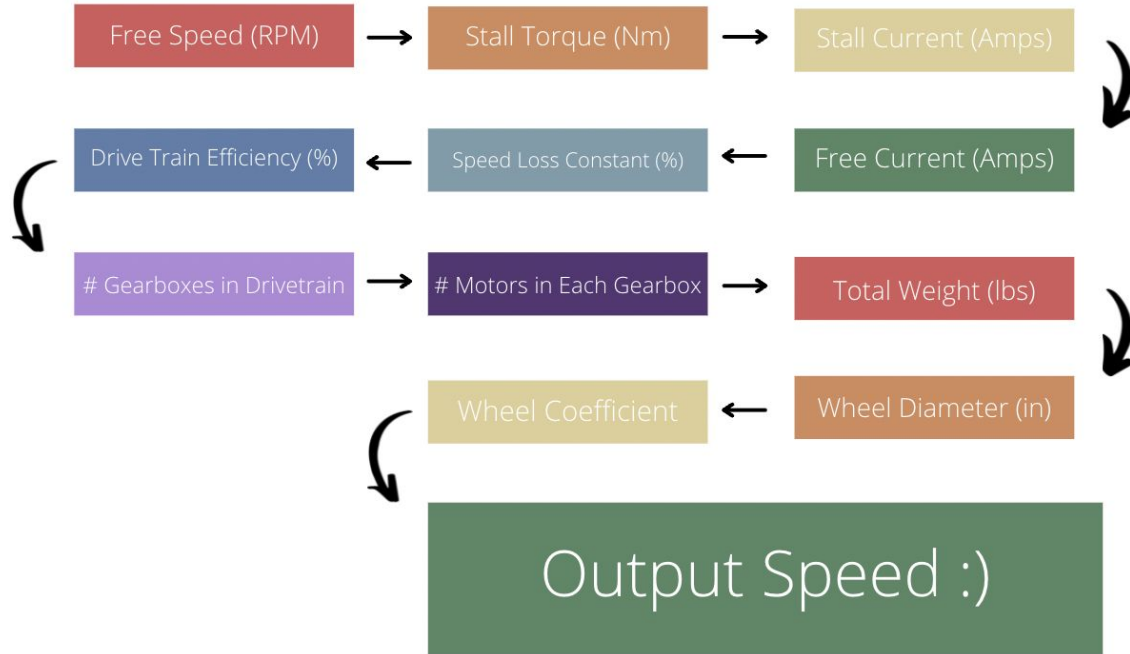 Free Speed (RPM)
Stall Torque (Nm)
Stall Current (Amps)
Free Current (Amps)
Speed Loss Constant (%)
Drive Train Efficiency (%)
# Gearboxes in Drivetrain
# Motors in Each Gearbox
Total Weight (lbs)
Wheel Diameter (in)
Wheel Coefficient
Output Speed :)